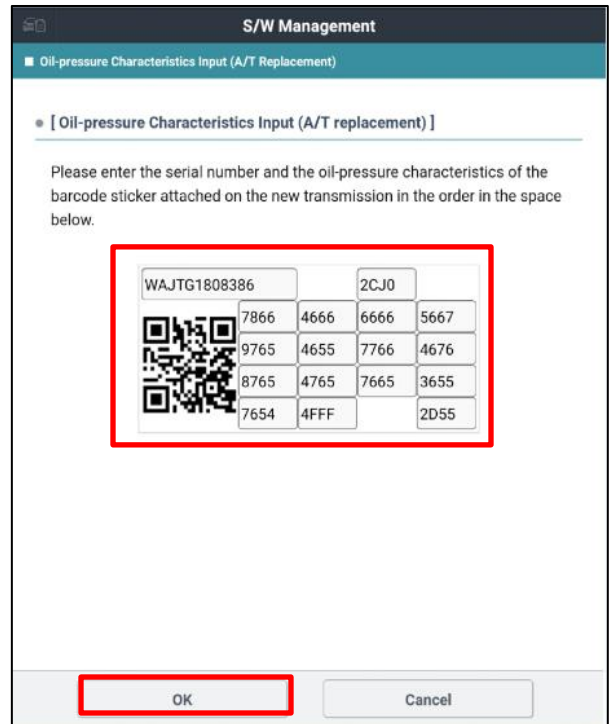 S/W Management
Oil-pressure Characteristics Input (A/T Replacement)
[ Oil-pressure Characteristics Input (A/T replacement) ]
Please enter the serial number and the oil-pressure characteristics of the
barcode sticker attached on the new transmission in the order in the space
below.
WAJTG1808386 2CJ0
7866 4666 6666 5667
9765 4655 7766 4676
8765 4765 7665 3655
7654 4FFF 2D55
OK Cancel